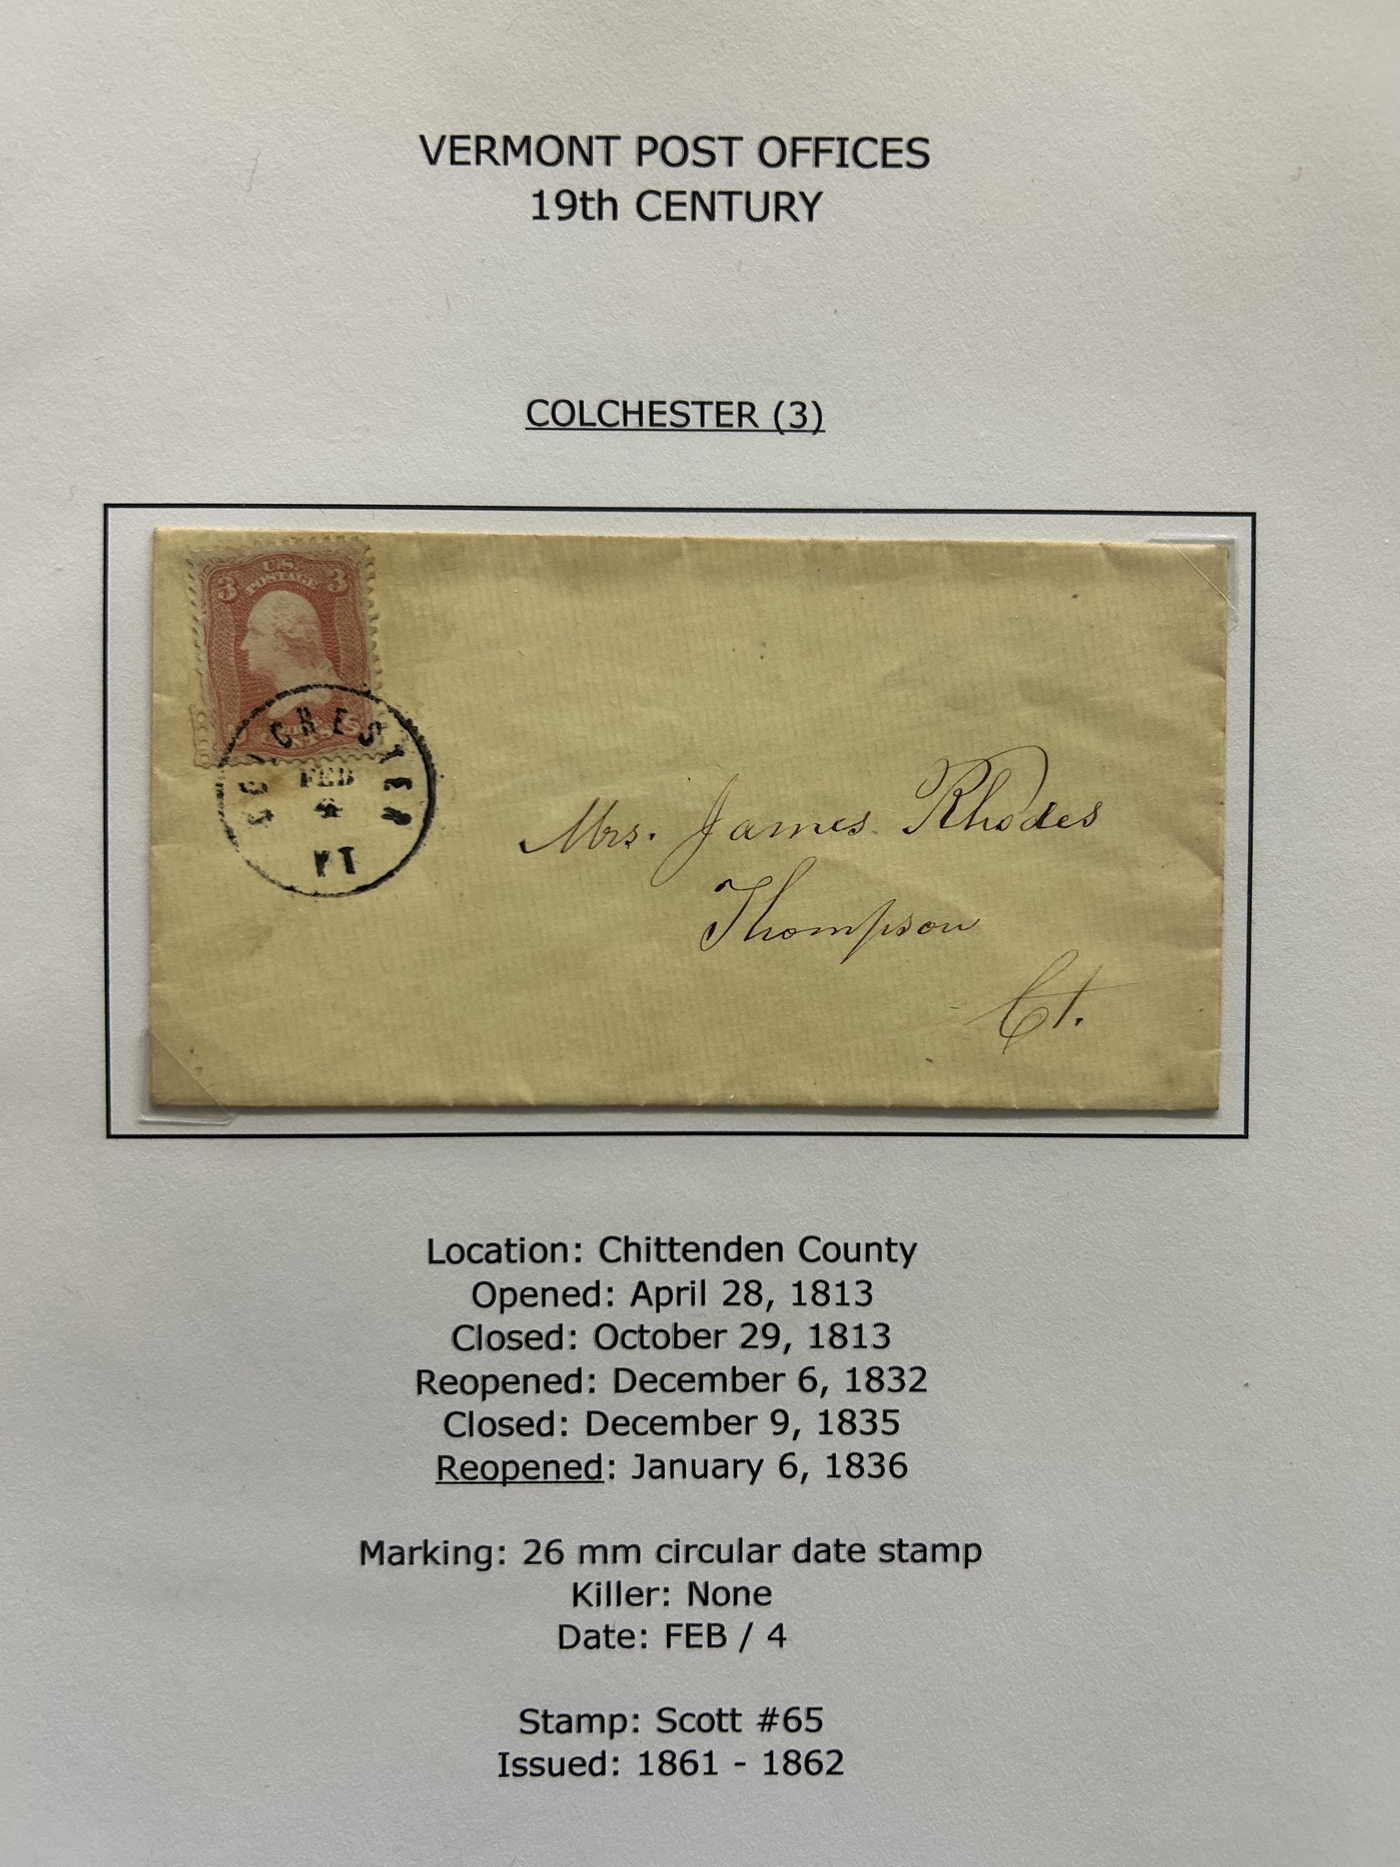 VERMONT POST OFFICES
19th CENTURY
COLCHESTER (3)
3 U.S. 3
POSTAGE
COLCHESTER
FEB
4
VT
Mrs. James Rhodes
Thompson
Ct.
Location: Chittenden County
Opened: April 28, 1813
Closed: October 29, 1813
Reopened: December 6, 1832
Closed: December 9, 1835
Reopened: January 6, 1836
Marking: 26 mm circular date stamp
Killer: None
Date: FEB / 4
Stamp: Scott #65
Issued: 1861 - 1862